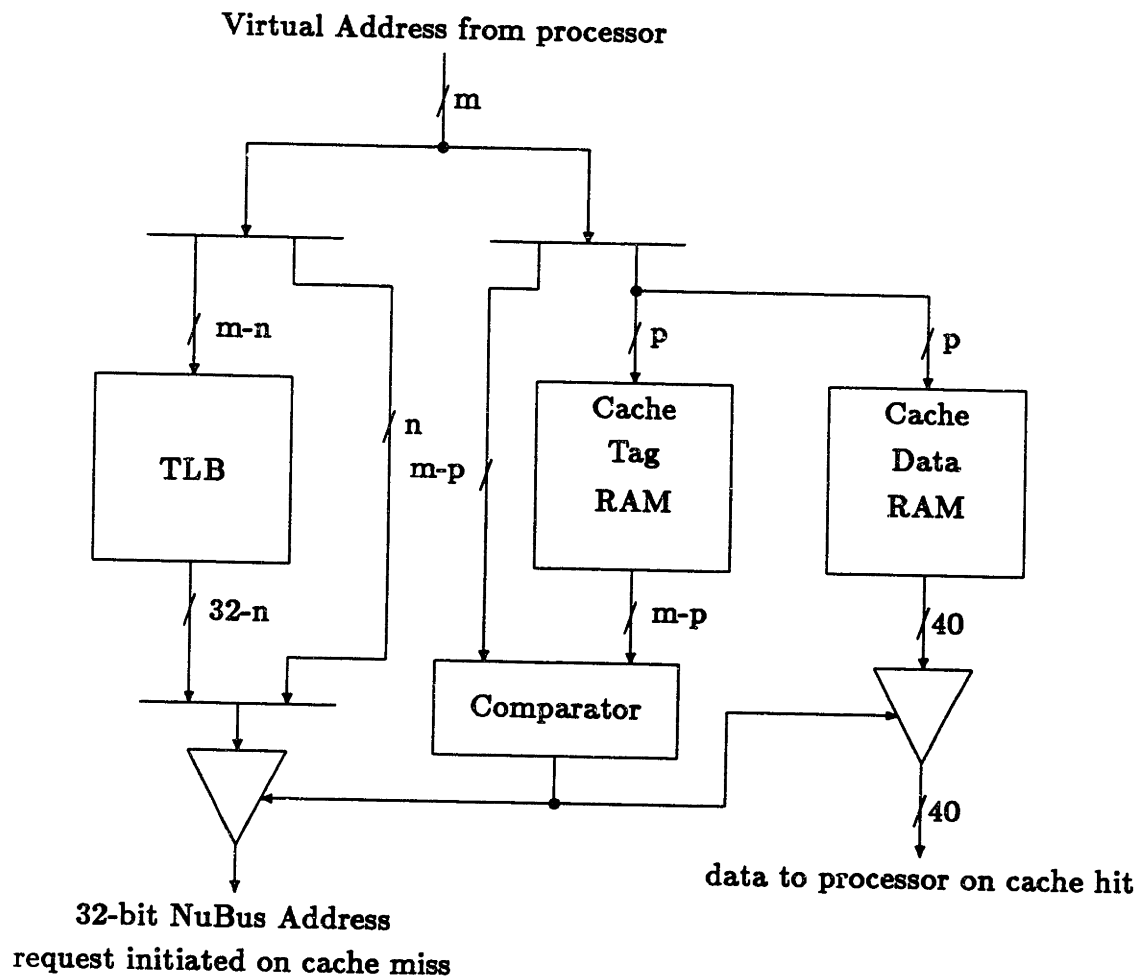 Virtual Address from processor
m
m-n
p
p
n
m-p
TLB
Cache
Tag
RAM
Cache
Data
RAM
32-n
m-p
40
Comparator
40
data to processor on cache hit
32-bit NuBus Address
request initiated on cache miss